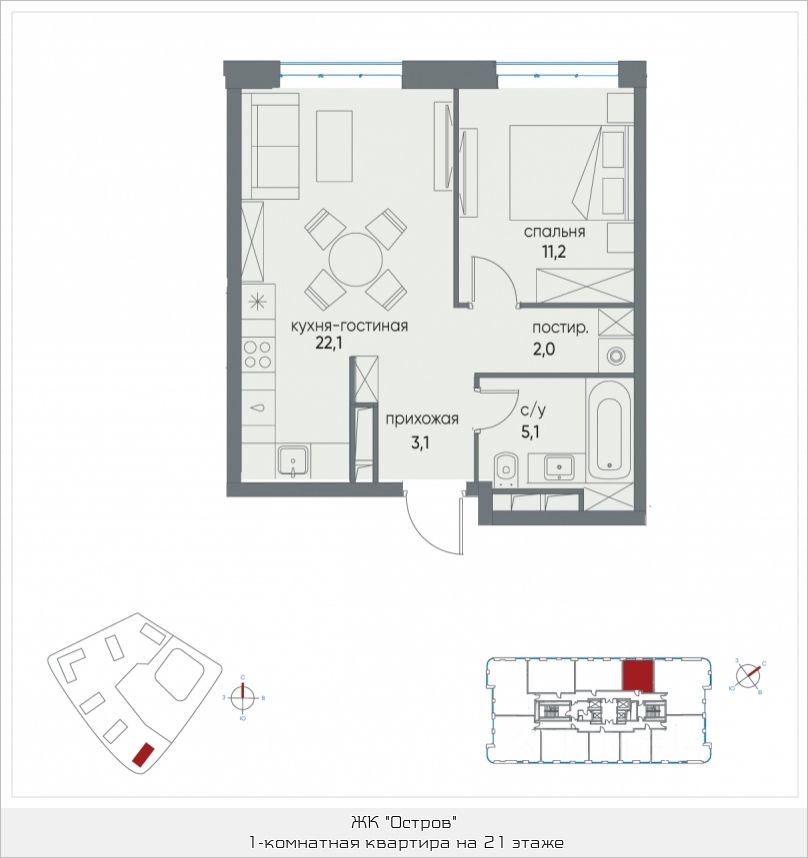 спальня
11,2
кухня-гостиная
22,1
постир.
2,0
прихожая
3,1
с/у
5,1
С
З
В
Ю
З
С
Ю
В
ЖК "Остров"
1-комнатная квартира на 21 этаже